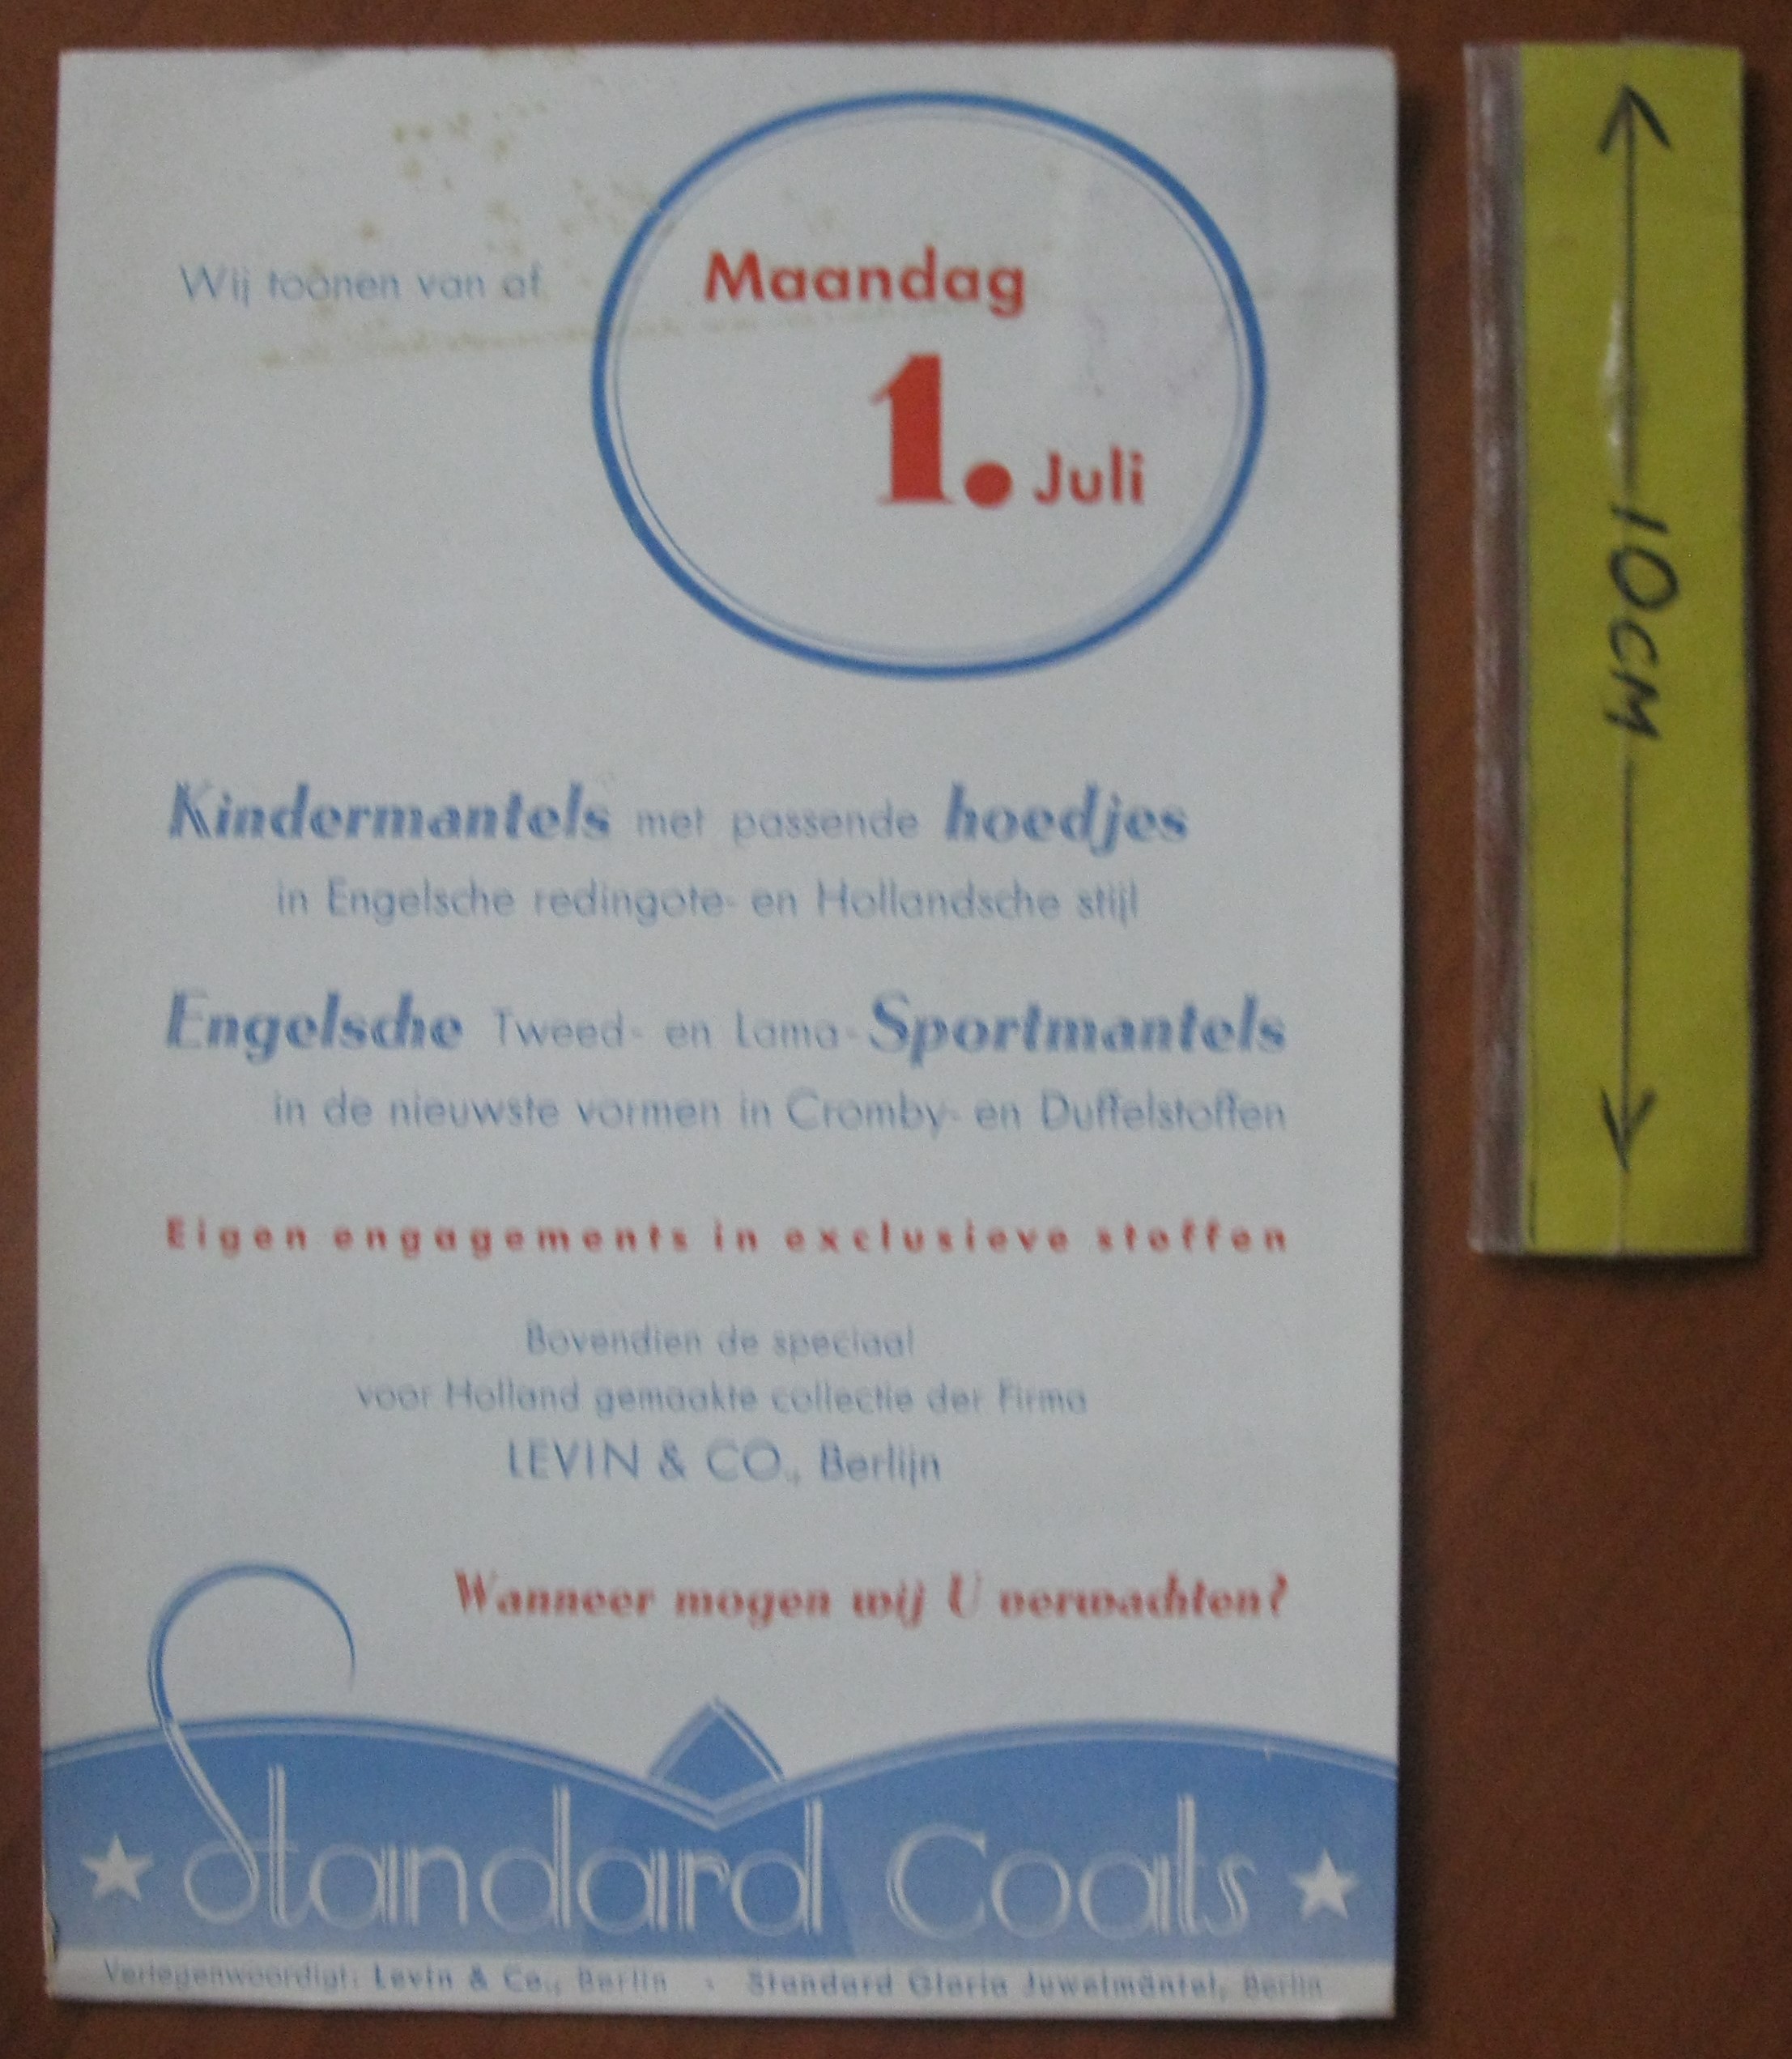 Wij toonen van af
Maandag
1. Juli
Kindermantels met passende hoedjes
in Engelsche redingote- en Hollandsche stijl
Engelsche Tweed- en Lama-Sportmantels
in de nieuwste vormen in Cromby- en Duffelstoffen
Eigen engagements in exclusieve stoffen
Bovendien de speciaal
voor Holland gemaakte collectie der Firma
LEVIN & CO., Berlijn
Wanneer mogen wij U verwachten?
Standard Coats
Vertegenwoordigt: Levin & Co., Berlin - Standard Gloria Juwelmäntel, Berlin
10CM